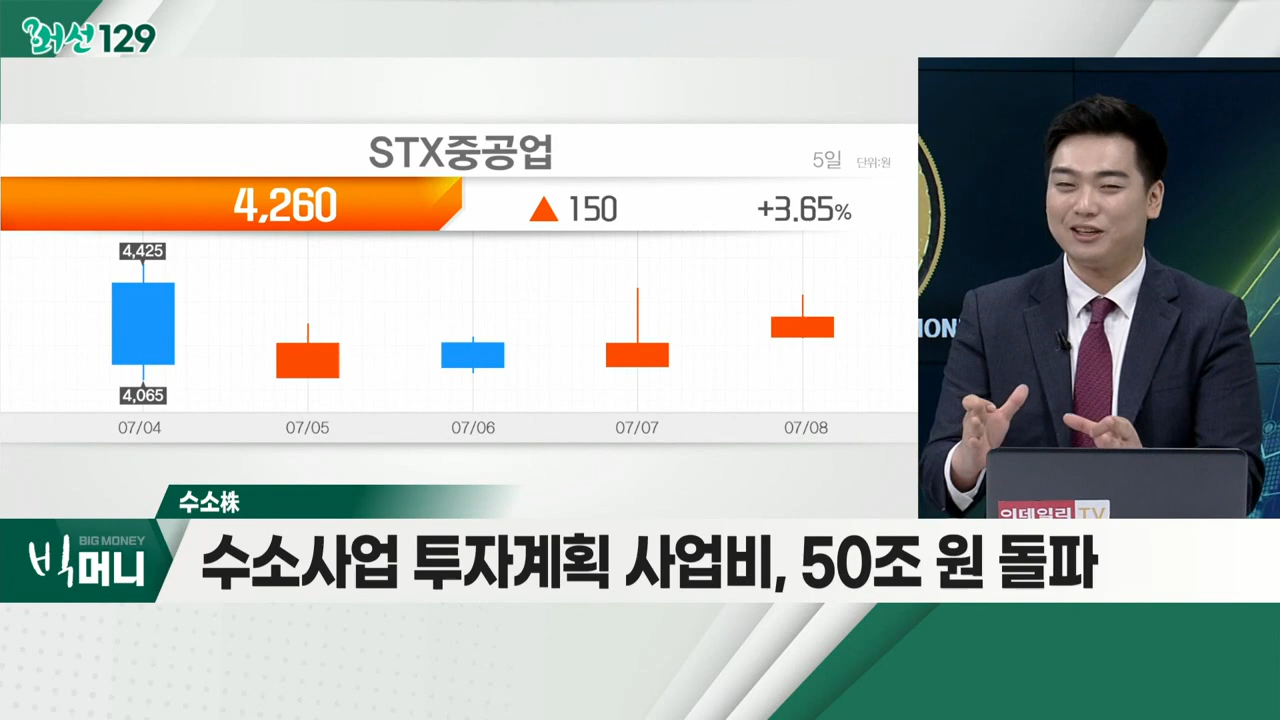 머선129
STX중공업
5일 단위:원
4,260 ▲150 +3.65%
4,425
4,065
07/04 07/05 07/06 07/07 07/08
이데일리TV
수소株
BIG MONEY
빅머니
수소사업 투자계획 사업비, 50조 원 돌파